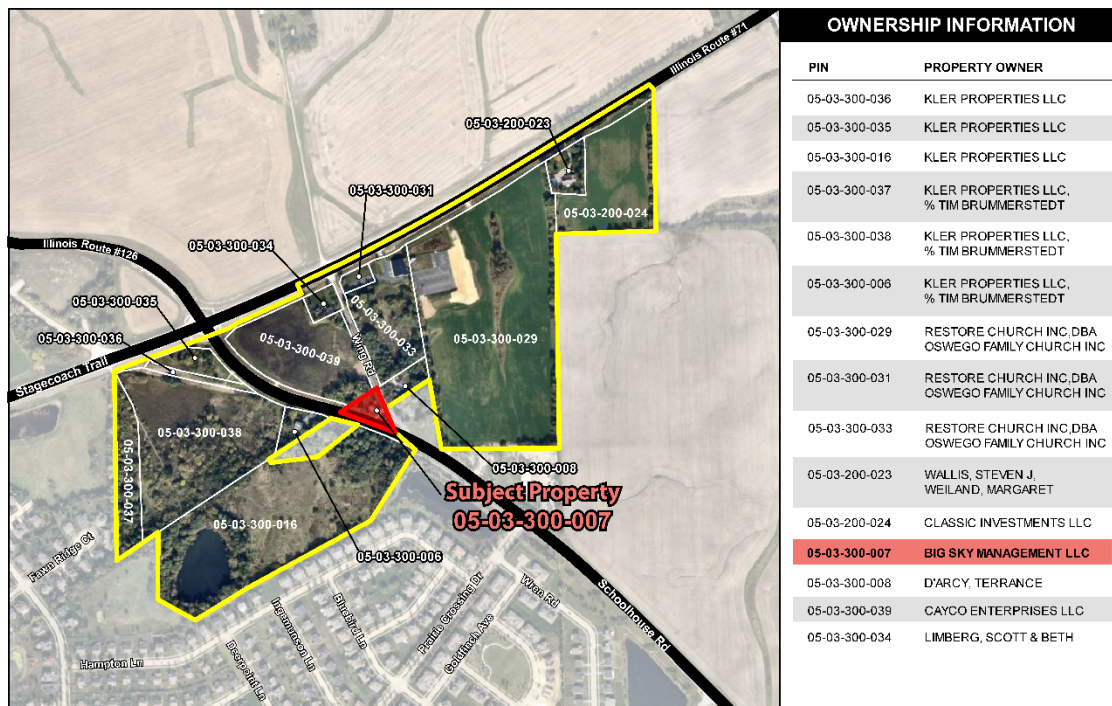 Illinois Route #71
05-03-200-023
05-03-300-031
05-03-200-024
05-03-300-034
Illinois Route #126
05-03-300-035
05-03-300-033
05-03-300-029
05-03-300-036
05-03-300-039
Wing Rd
Stagecoach Trail
05-03-300-038
05-03-300-037
05-03-300-008
Subject Property
05-03-300-007
05-03-300-016
05-03-300-006
Fawn Ridge Ct
Wren Rd
Schoolhouse Rd
Prairie Crossing Dr
Bluebird Ln
Ingemunson Ln
Goldfinch Ave
Hampton Ln
Deerpoint Ln
OWNERSHIP INFORMATION
PIN PROPERTY OWNER
05-03-300-036 KLER PROPERTIES LLC
05-03-300-035 KLER PROPERTIES LLC
05-03-300-016 KLER PROPERTIES LLC
05-03-300-037 KLER PROPERTIES LLC,
% TIM BRUMMERSTEDT
05-03-300-038 KLER PROPERTIES LLC,
% TIM BRUMMERSTEDT
05-03-300-006 KLER PROPERTIES LLC,
% TIM BRUMMERSTEDT
05-03-300-029 RESTORE CHURCH INC,DBA
OSWEGO FAMILY CHURCH INC
05-03-300-031 RESTORE CHURCH INC,DBA
OSWEGO FAMILY CHURCH INC
05-03-300-033 RESTORE CHURCH INC,DBA
OSWEGO FAMILY CHURCH INC
05-03-200-023 WALLIS, STEVEN J,
WEILAND, MARGARET
05-03-200-024 CLASSIC INVESTMENTS LLC
05-03-300-007 BIG SKY MANAGEMENT LLC
05-03-300-008 D'ARCY, TERRANCE
05-03-300-039 CAYCO ENTERPRISES LLC
05-03-300-034 LIMBERG, SCOTT & BETH